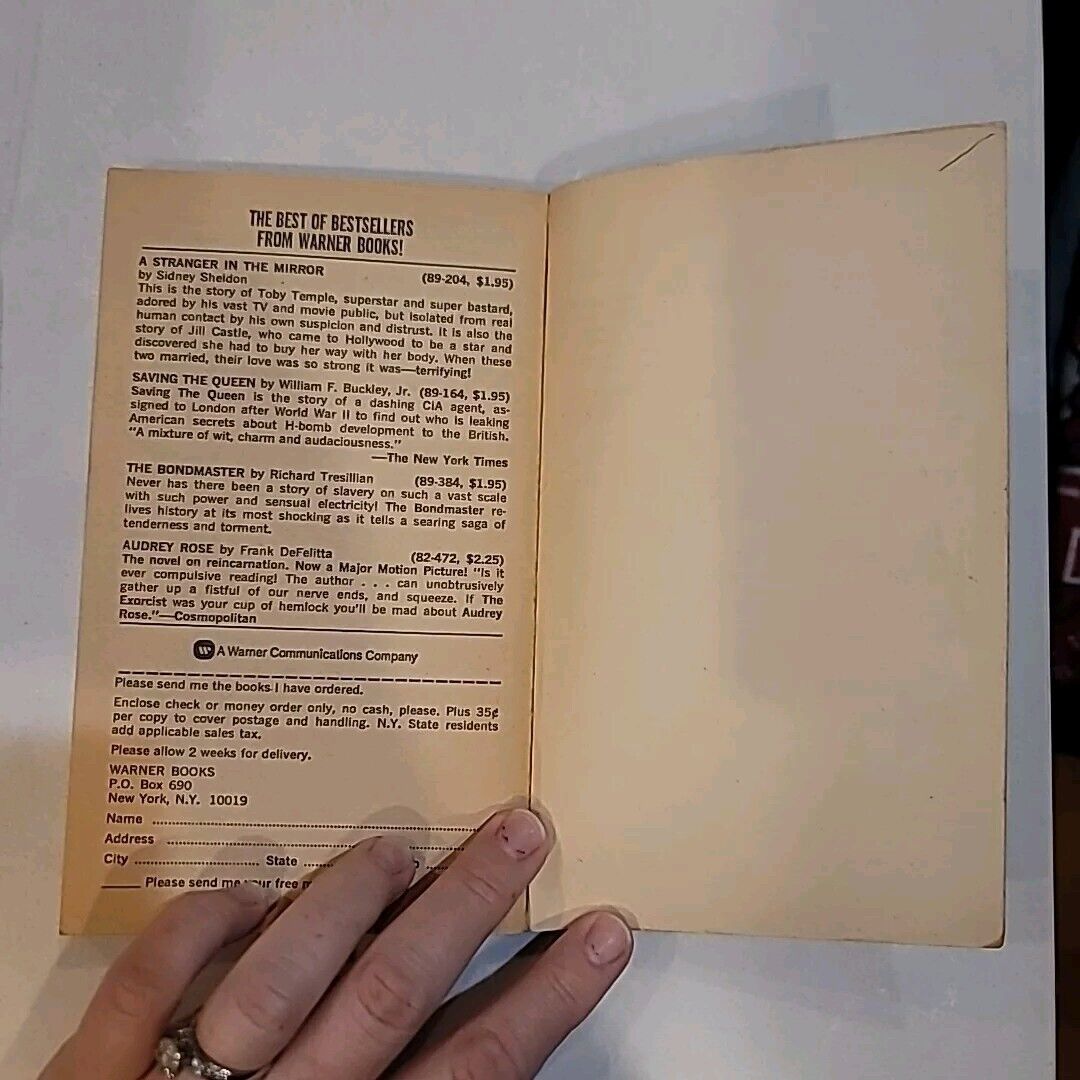 THE BEST OF BESTSELLERS
FROM WARNER BOOKS!
A STRANGER IN THE MIRROR
by Sidney Sheldon (89-204, $1.95)
This is the story of Toby Temple, superstar and super bastard,
adored by his vast TV and movie public, but isolated from real
human contact by his own suspicion and distrust. It is also the
story of Jill Castle, who came to Hollywood to be a star and
discovered she had to buy her way with her body. When these
two married, their love was so strong it was—terrifying!
SAVING THE QUEEN by William F. Buckley, Jr. (89-164, $1.95)
Saving The Queen is the story of a dashing CIA agent, as-
signed to London after World War II to find out who is leaking
American secrets about H-bomb development to the British.
"A mixture of wit, charm and audaciousness."
—The New York Times
THE BONDMASTER by Richard Tresillian (89-384, $1.95)
Never has there been a story of slavery on such a vast scale
with such power and sensual electricity! The Bondmaster re-
lives history at its most shocking as it tells a searing saga of
tenderness and torment.
AUDREY ROSE by Frank DeFelitta (82-472, $2.25)
The novel on reincarnation. Now a Major Motion Picture! "Is it
ever compulsive reading! The author . . . can unobtrusively
gather up a fistful of our nerve ends, and squeeze. If The
Exorcist was your cup of hemlock you'll be mad about Audrey
Rose."—Cosmopolitan
A Warner Communications Company
Please send me the books I have ordered.
Enclose check or money order only, no cash, please. Plus 35¢
per copy to cover postage and handling. N.Y. State residents
add applicable sales tax.
Please allow 2 weeks for delivery.
WARNER BOOKS
P.O. Box 690
New York, N.Y. 10019
Name
Address
City State
Please send me your free